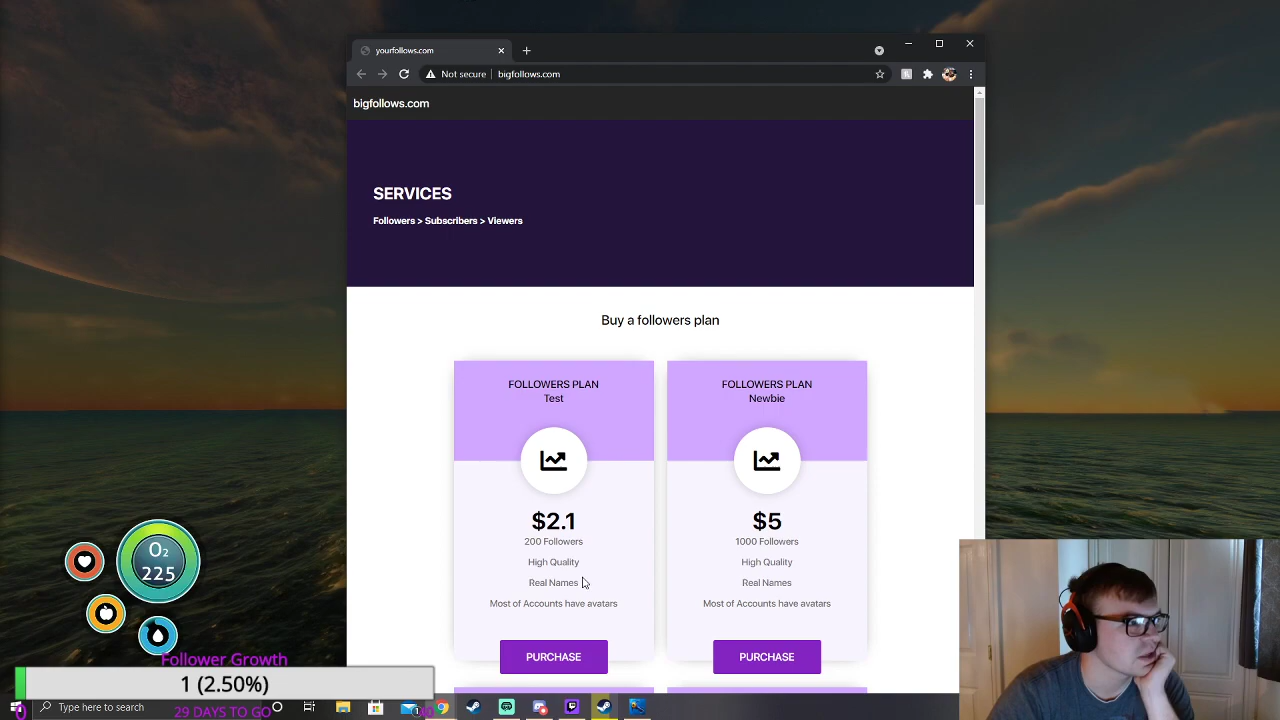 yourfollows.com
Not secure
bigfollows.com
bigfollows.com
SERVICES
Followers > Subscribers > Viewers
Buy a followers plan
FOLLOWERS PLAN
Test
$2.1
200 Followers
High Quality
Real Names
Most of Accounts have avatars
PURCHASE
FOLLOWERS PLAN
Newbie
$5
1000 Followers
High Quality
Real Names
Most of Accounts have avatars
PURCHASE
O2
225
Follower Growth
1 (2.50%)
0
29 DAYS TO GO
Type here to search